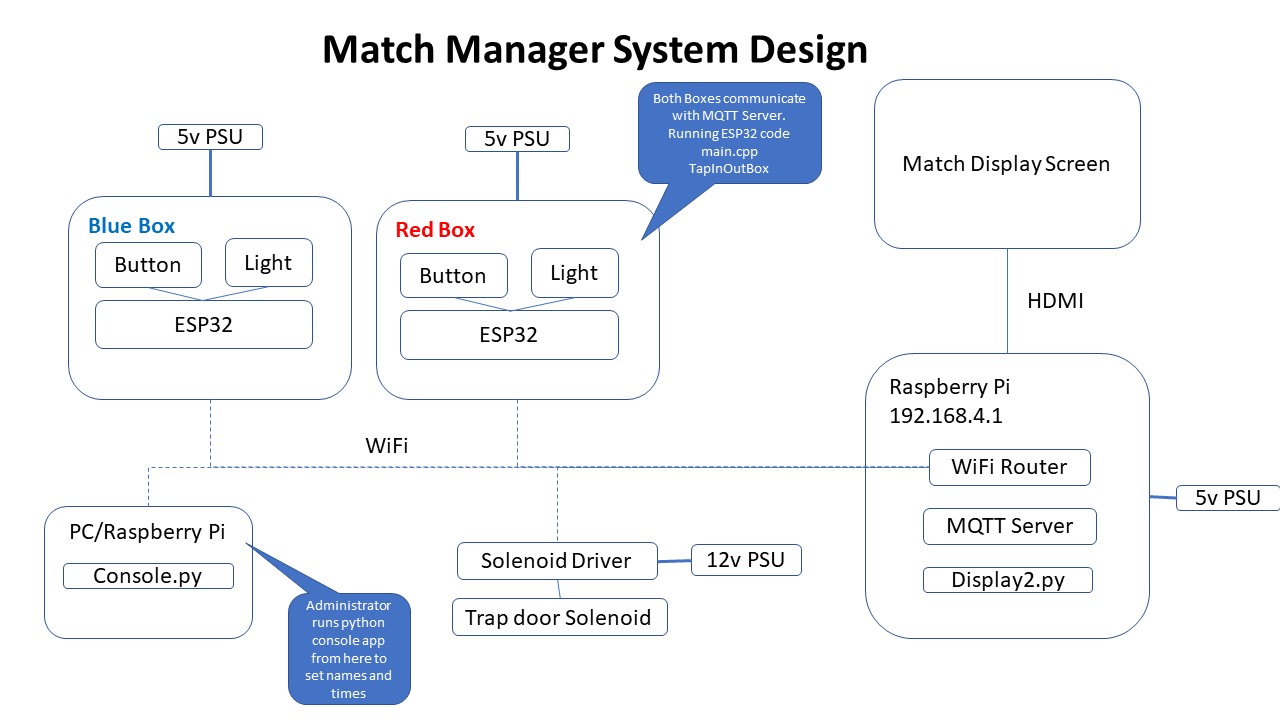 Match Manager System Design
5v PSU
5v PSU
Both Boxes communicate
with MQTT Server.
Running ESP32 code
main.cpp
TapInOutBox
Match Display Screen
Blue Box
Button
Light
ESP32
Red Box
Button
Light
ESP32
HDMI
Raspberry Pi
192.168.4.1
WiFi Router
MQTT Server
Display2.py
5v PSU
WiFi
PC/Raspberry Pi
Console.py
Administrator
runs python
console app
from here to
set names and
times
Solenoid Driver
12v PSU
Trap door Solenoid